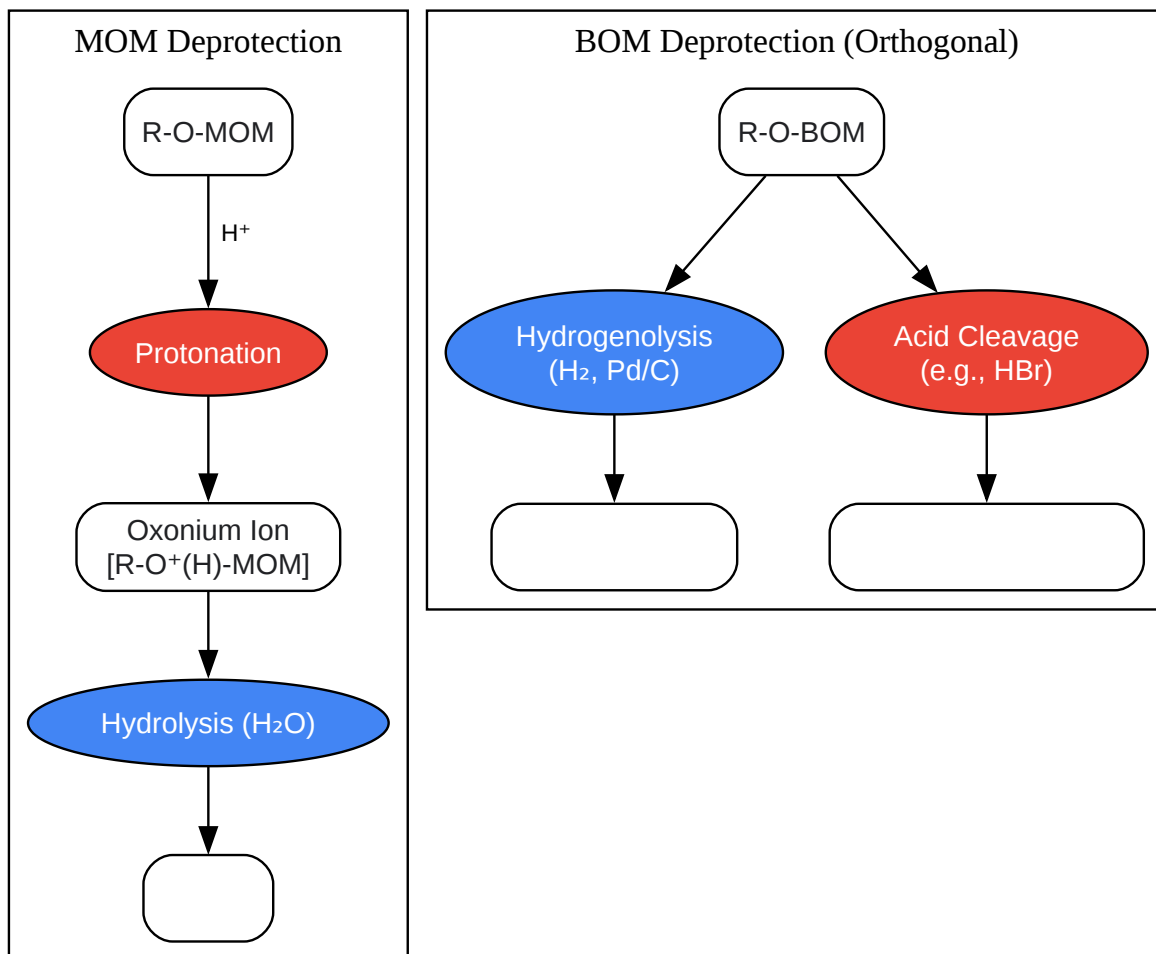 MOM Deprotection
R-O-MOM
H⁺
Protonation
Oxonium Ion
[R-O⁺(H)-MOM]
Hydrolysis (H₂O)
BOM Deprotection (Orthogonal)
R-O-BOM
Hydrogenolysis
(H₂, Pd/C)
Acid Cleavage
(e.g., HBr)